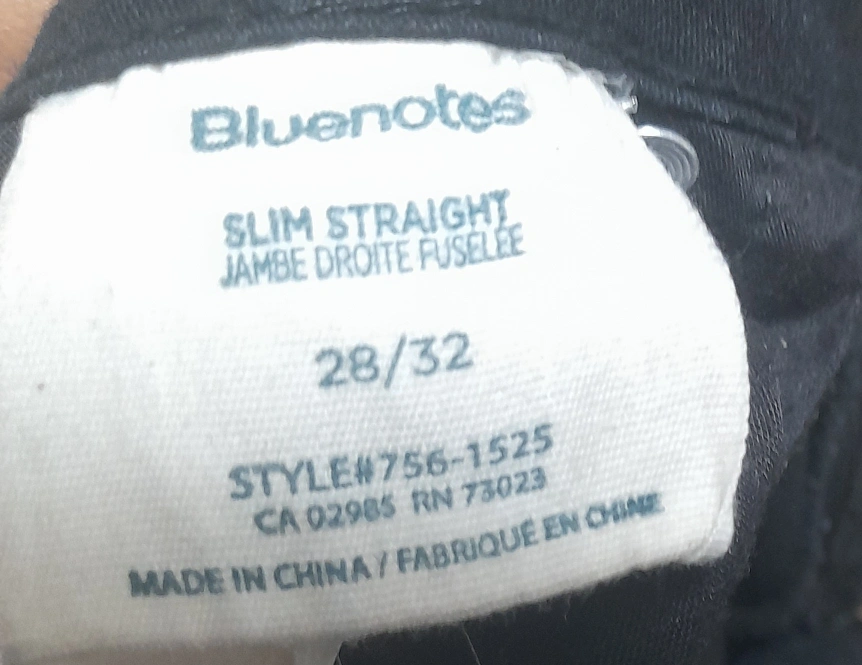 Bluenotes
SLIM STRAIGHT
JAMBE DROITE FUSELÉE
28/32
STYLE#756-1525
CA 02985 RN 73023
MADE IN CHINA / FABRIQUÉ EN CHINE